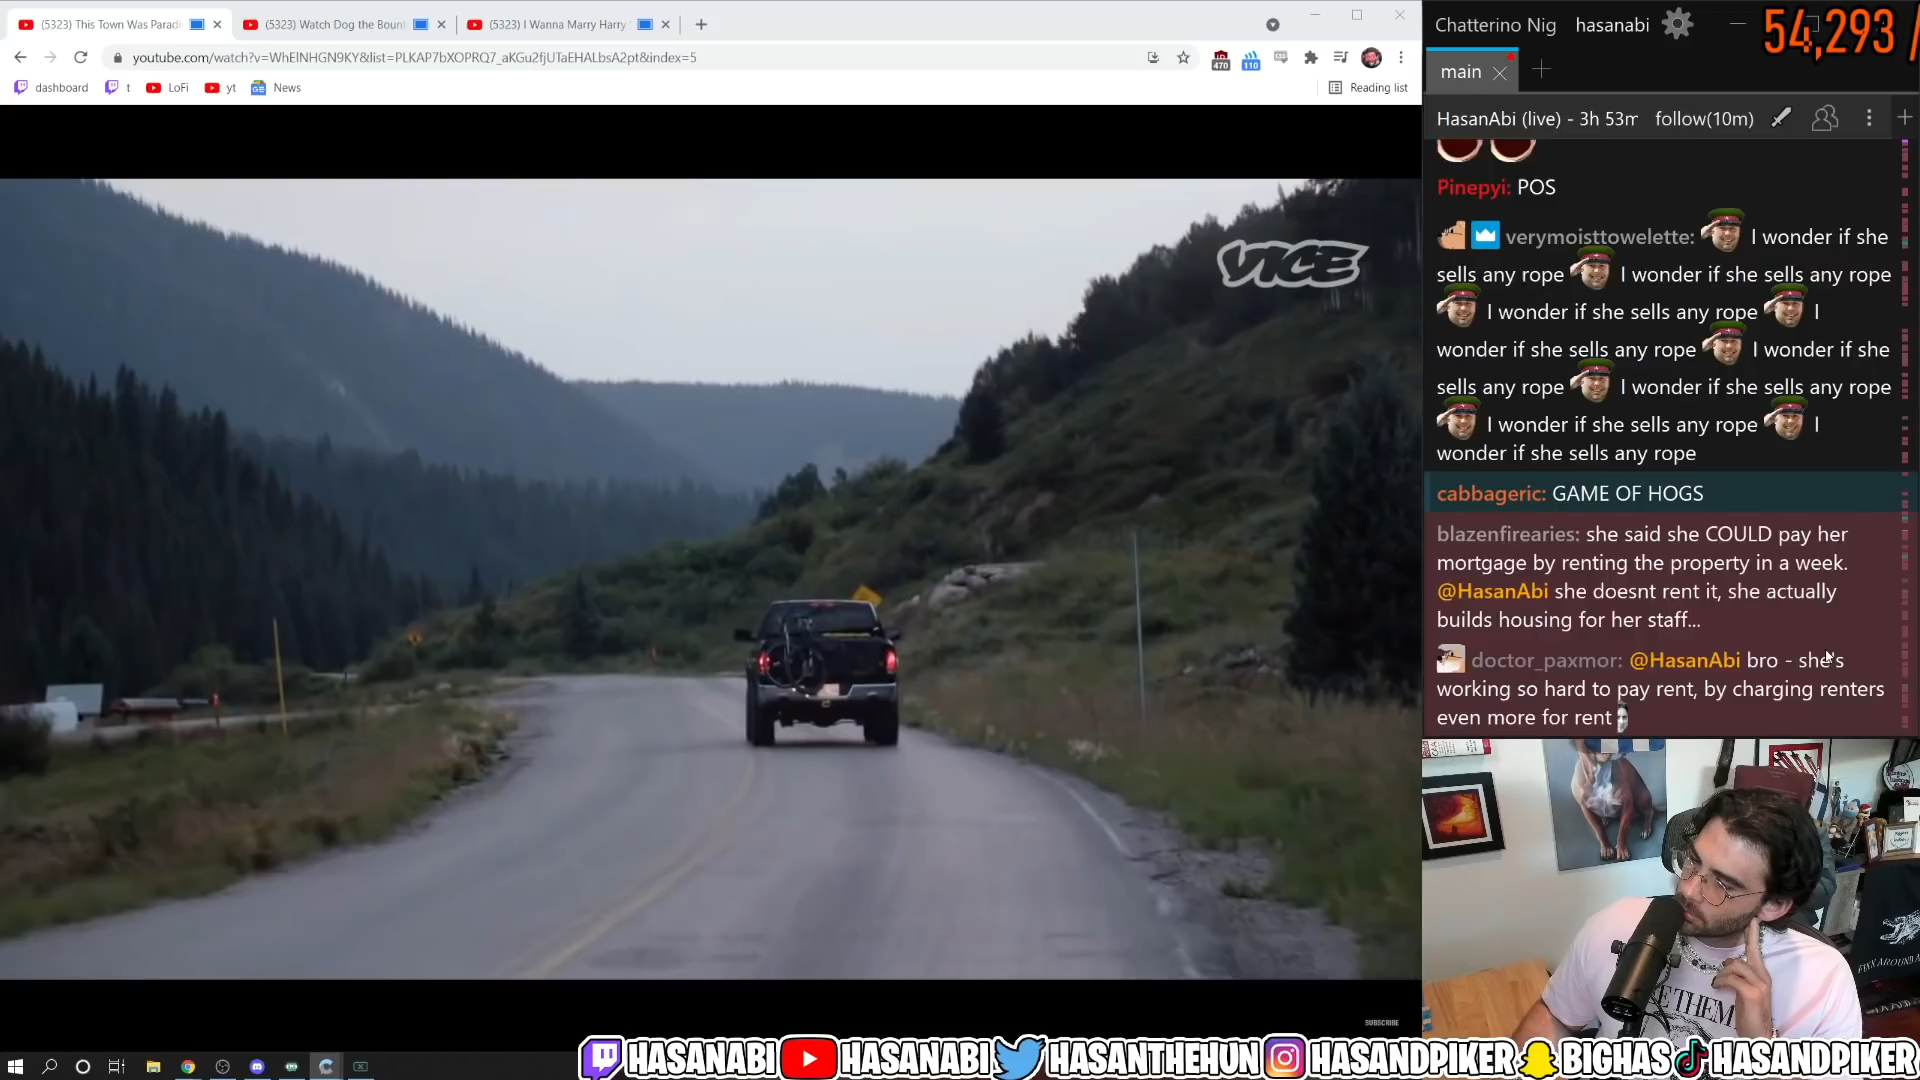 (5323) This Town Was Paradi
(5323) Watch Dog the Bount
(5323) I Wanna Marry Harry
youtube.com/watch?v=WhElNHGN9KY&list=PLKAP7bXOPRQ7_aKGu2fjUTaEHALbsA2pt&index=5
470
110
dashboard
t
LoFi
yt
News
Reading list
VICE
SUBSCRIBE
Chatterino Nig
hasanabi
54,293 /
main
HasanAbi (live) - 3h 53m
follow(10m)
Pinepyi: POS
verymoisttowelette: I wonder if she
sells any rope I wonder if she sells any rope
I wonder if she sells any rope I
wonder if she sells any rope I wonder if she
sells any rope I wonder if she sells any rope
I wonder if she sells any rope I
wonder if she sells any rope
cabbageric: GAME OF HOGS
blazenfirearies: she said she COULD pay her
mortgage by renting the property in a week.
@HasanAbi she doesnt rent it, she actually
builds housing for her staff...
doctor_paxmor: @HasanAbi bro - she's
working so hard to pay rent, by charging renters
even more for rent
HASANABI HASANABI HASANTHEHUN HASANDPIKER BIGHAS HASANDPIKER